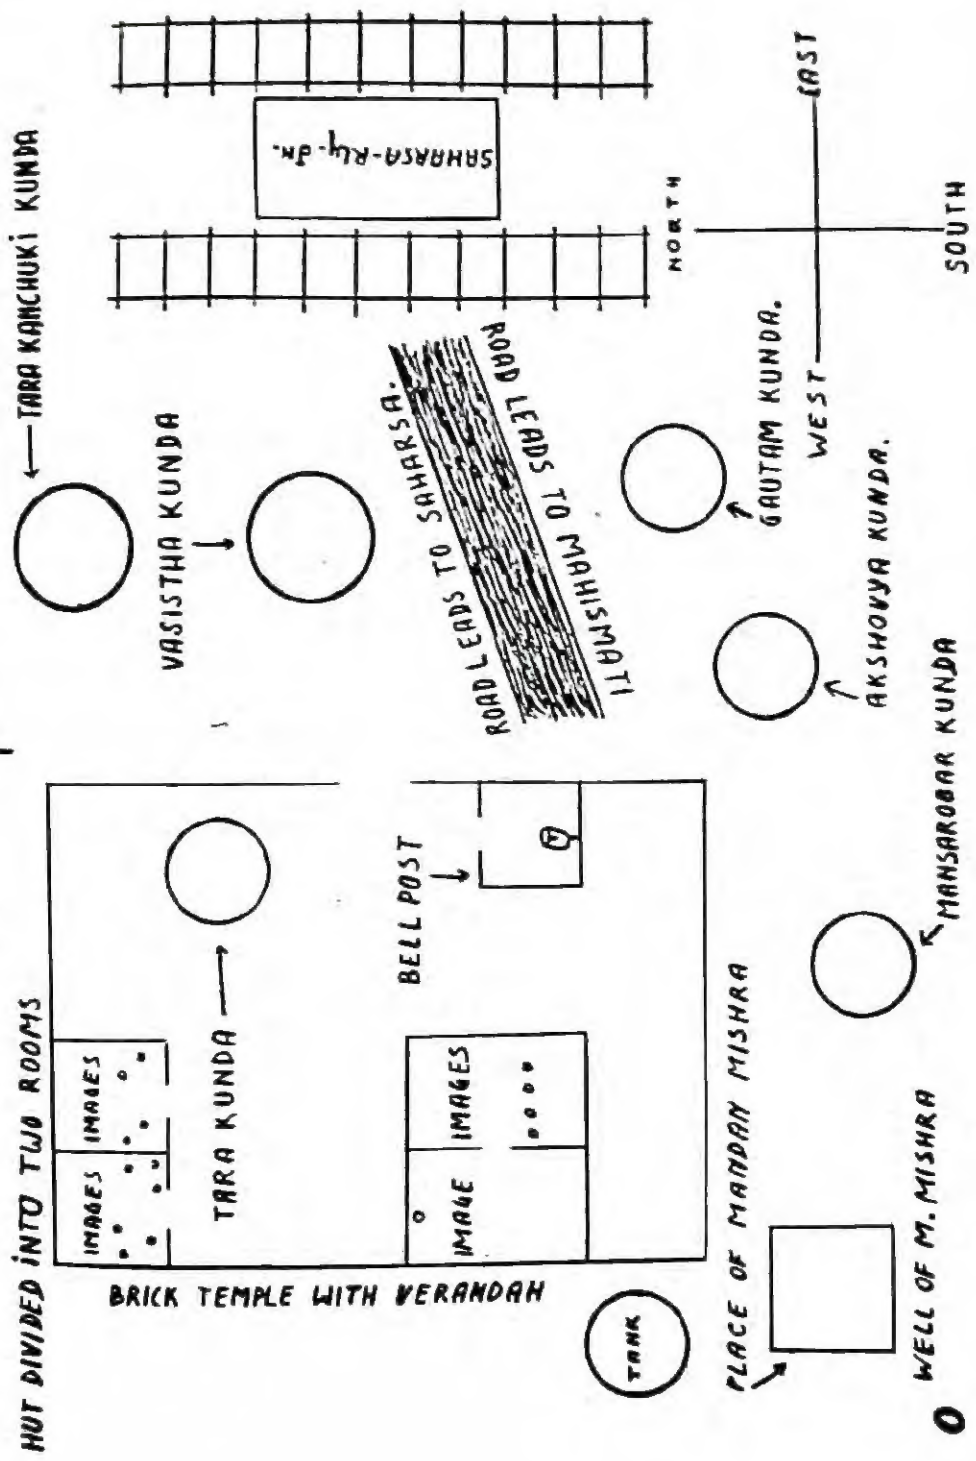 HUT DIVIDED INTO TWO ROOMS
TARA KANCHUKI KUNDA
IMAGES
IMAGES
VASISTHA KUNDA
TARA KUNDA
SAHARSA-RLY-JN.
BRICK TEMPLE WITH VERANDAH
BELL POST
ROAD LEADS TO SAHARSA.
ROAD LEADS TO MAHISMATI
IMAGE
IMAGES
TANK
NORTH
WEST
EAST
SOUTH
GAUTAM KUNDA.
AKSHOVYA KUNDA.
MANSAROBAR KUNDA
PLACE OF MANDAN MISHRA
WELL OF M. MISHRA